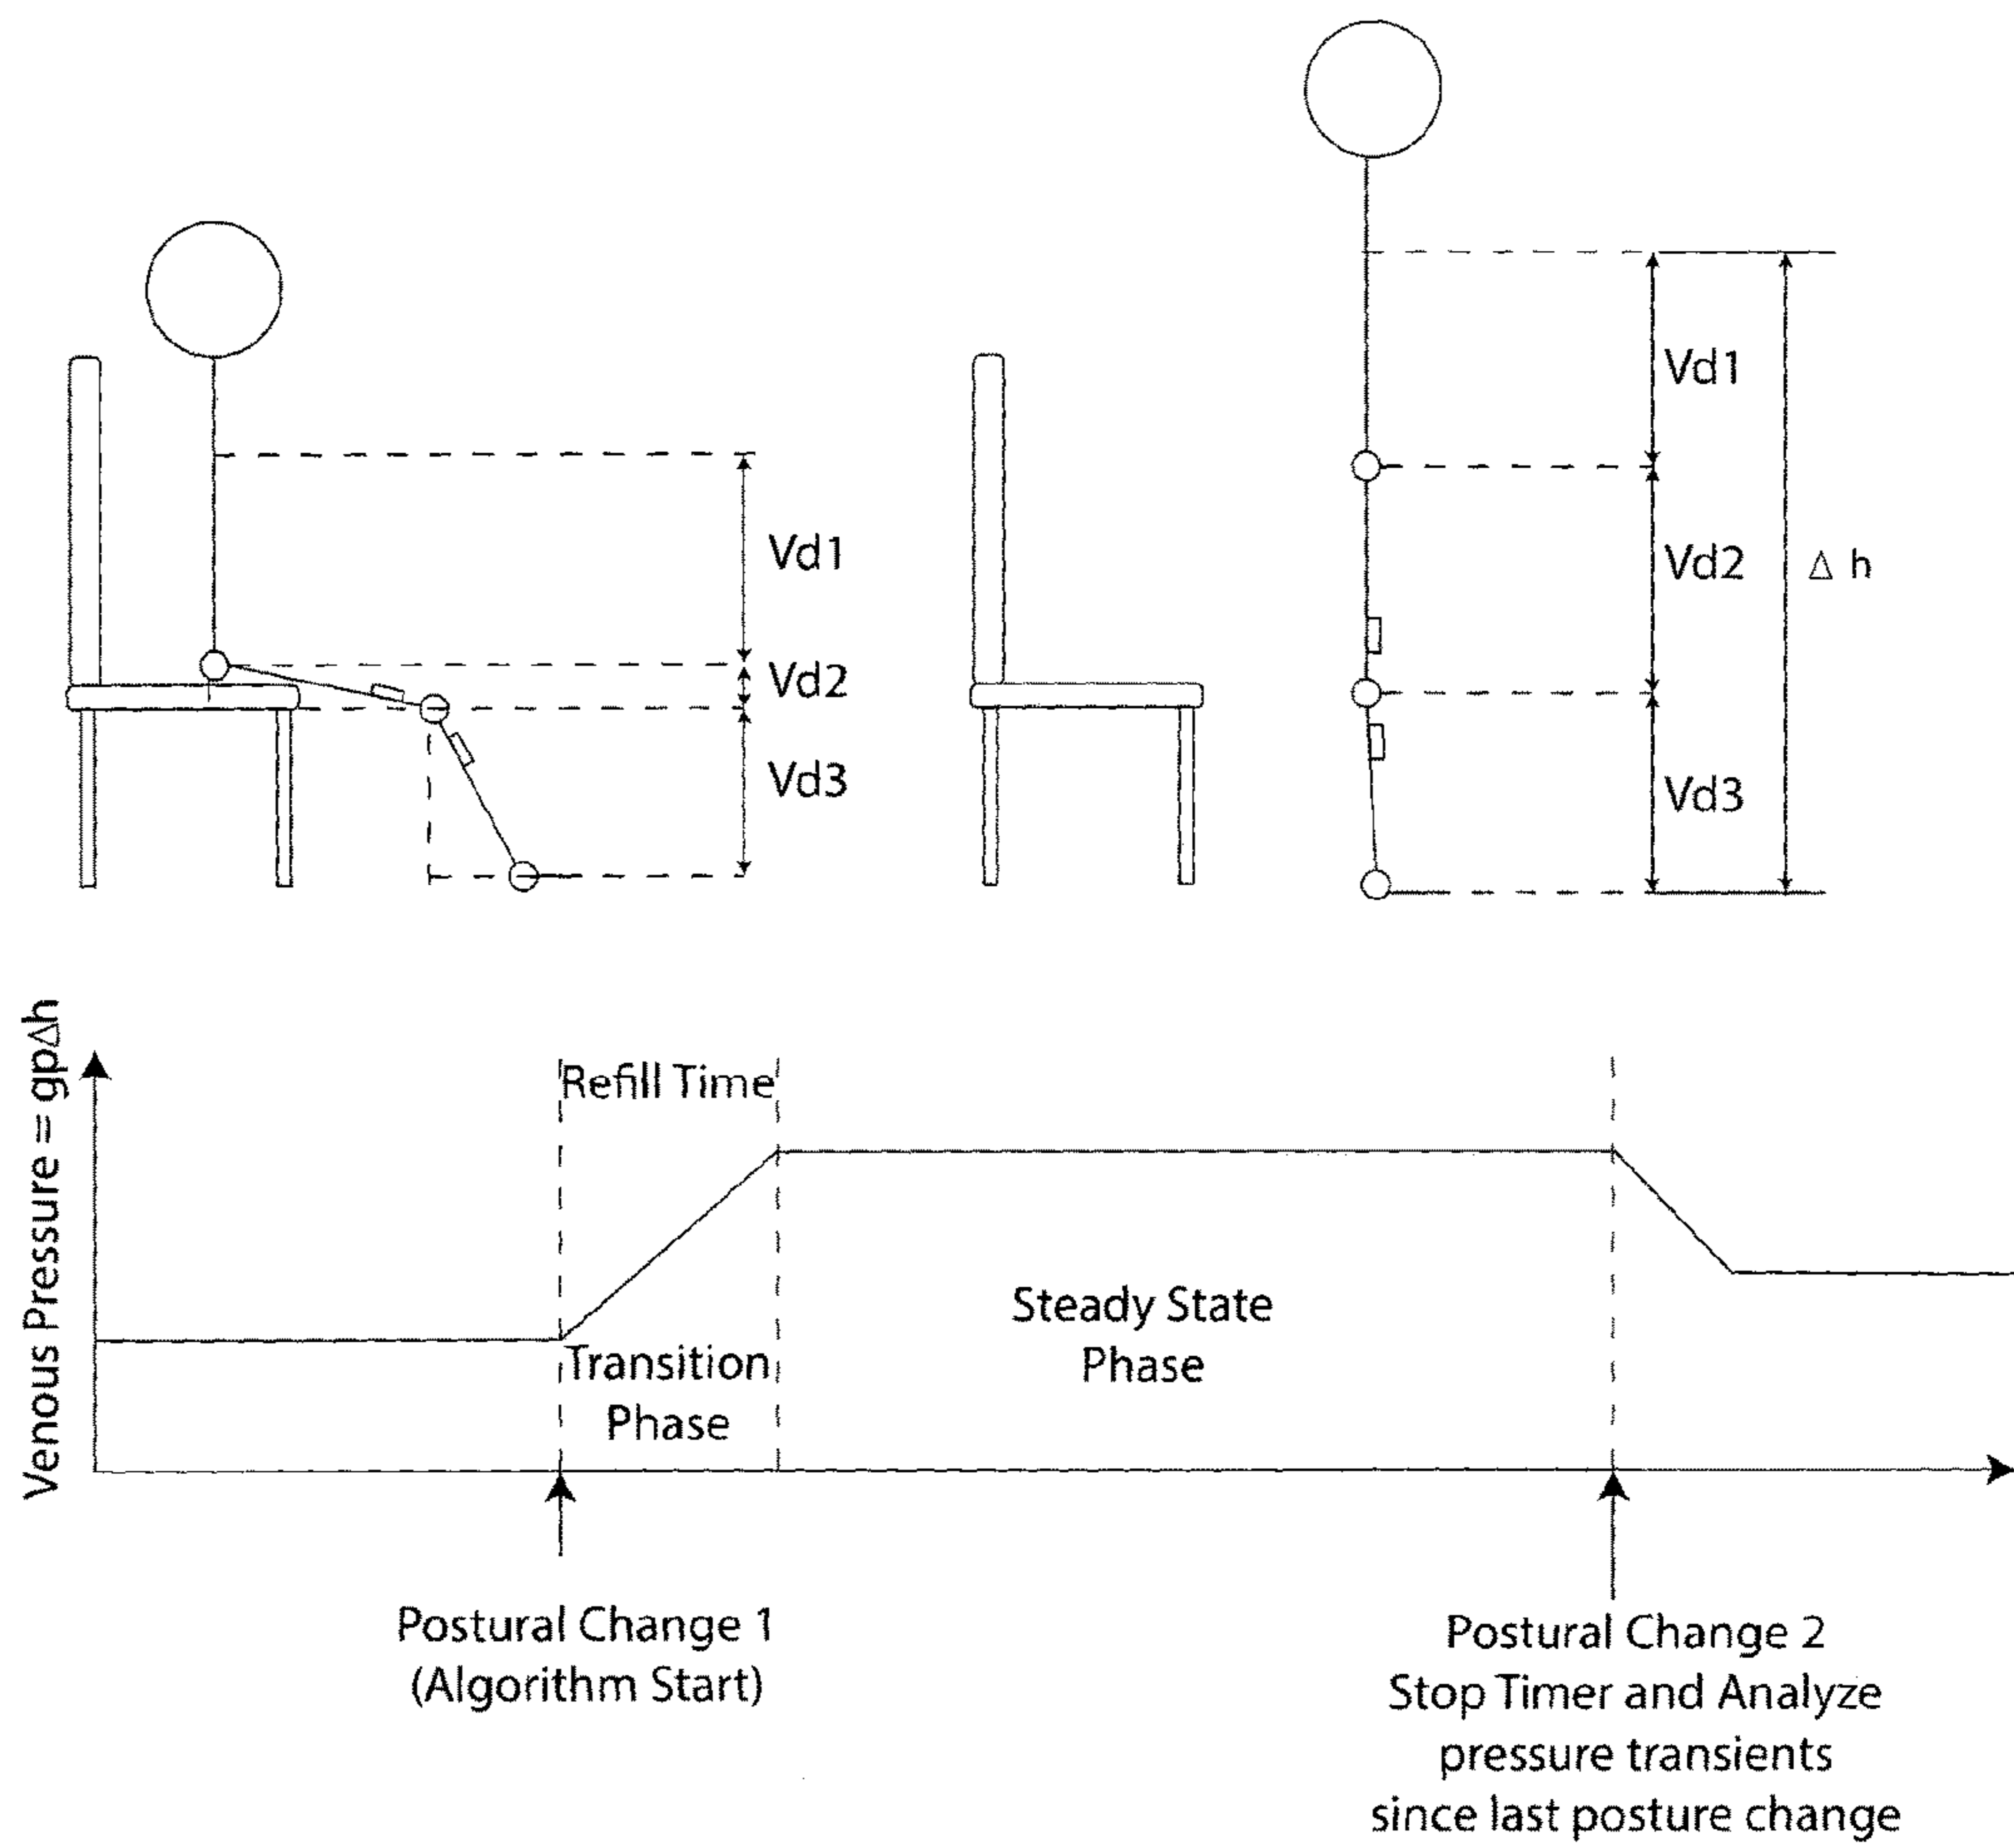 Vd1
Vd2
Vd3
Vd1
Vd2
Δ h
Vd3
Venous Pressure = gpΔh
Refill Time
Transition
Phase
Steady State
Phase
Postural Change 1
(Algorithm Start)
Postural Change 2
Stop Timer and Analyze
pressure transients
since last posture change